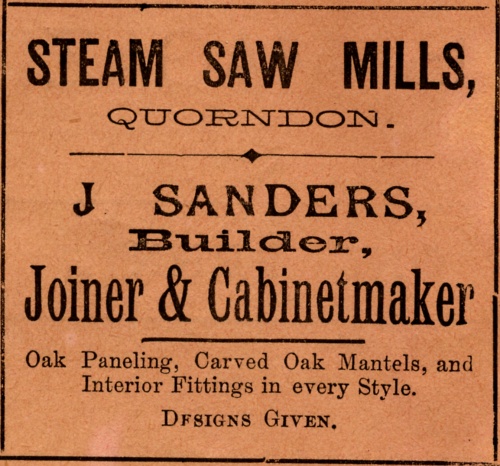 STEAM SAW MILLS,
QUORNDON.
J SANDERS,
Builder,
Joiner & Cabinetmaker
Oak Paneling, Carved Oak Mantels, and
Interior Fittings in every Style.
DFSIGNS GIVEN.